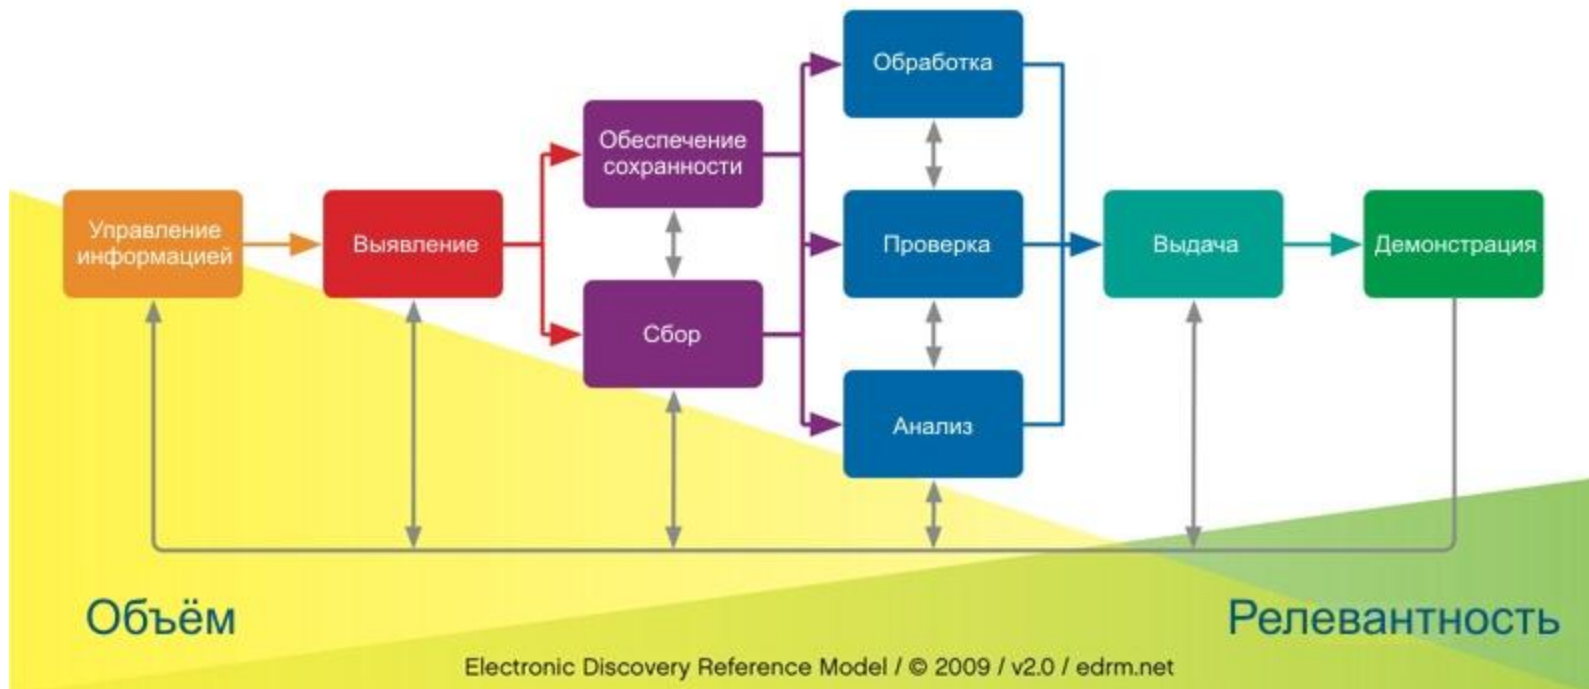 Управление
информацией
Выявление
Обеспечение
сохранности
Сбор
Обработка
Проверка
Анализ
Выдача
Демонстрация
Объём
Релевантность
Electronic Discovery Reference Model / © 2009 / v2.0 / edrm.net